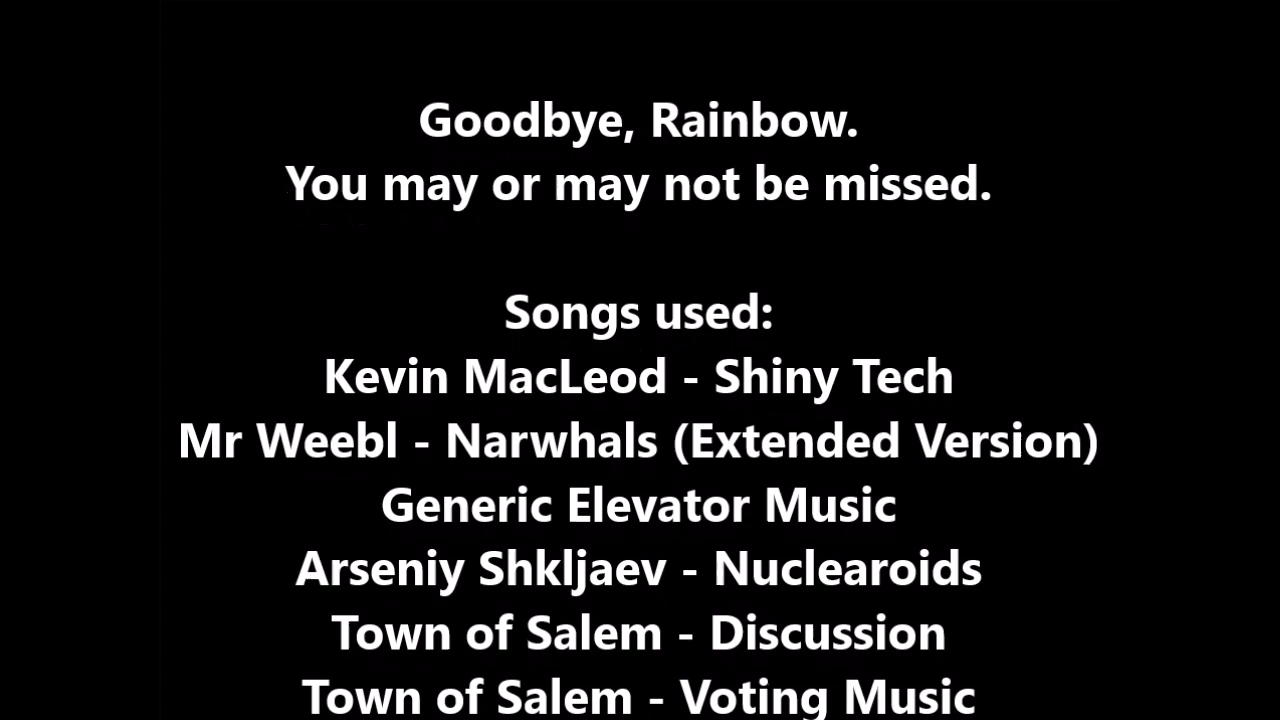 Goodbye, Rainbow.
You may or may not be missed.
Songs used:
Kevin MacLeod - Shiny Tech
Mr Weebl - Narwhals (Extended Version)
Generic Elevator Music
Arseniy Shkljaev - Nuclearoids
Town of Salem - Discussion
Town of Salem - Voting Music